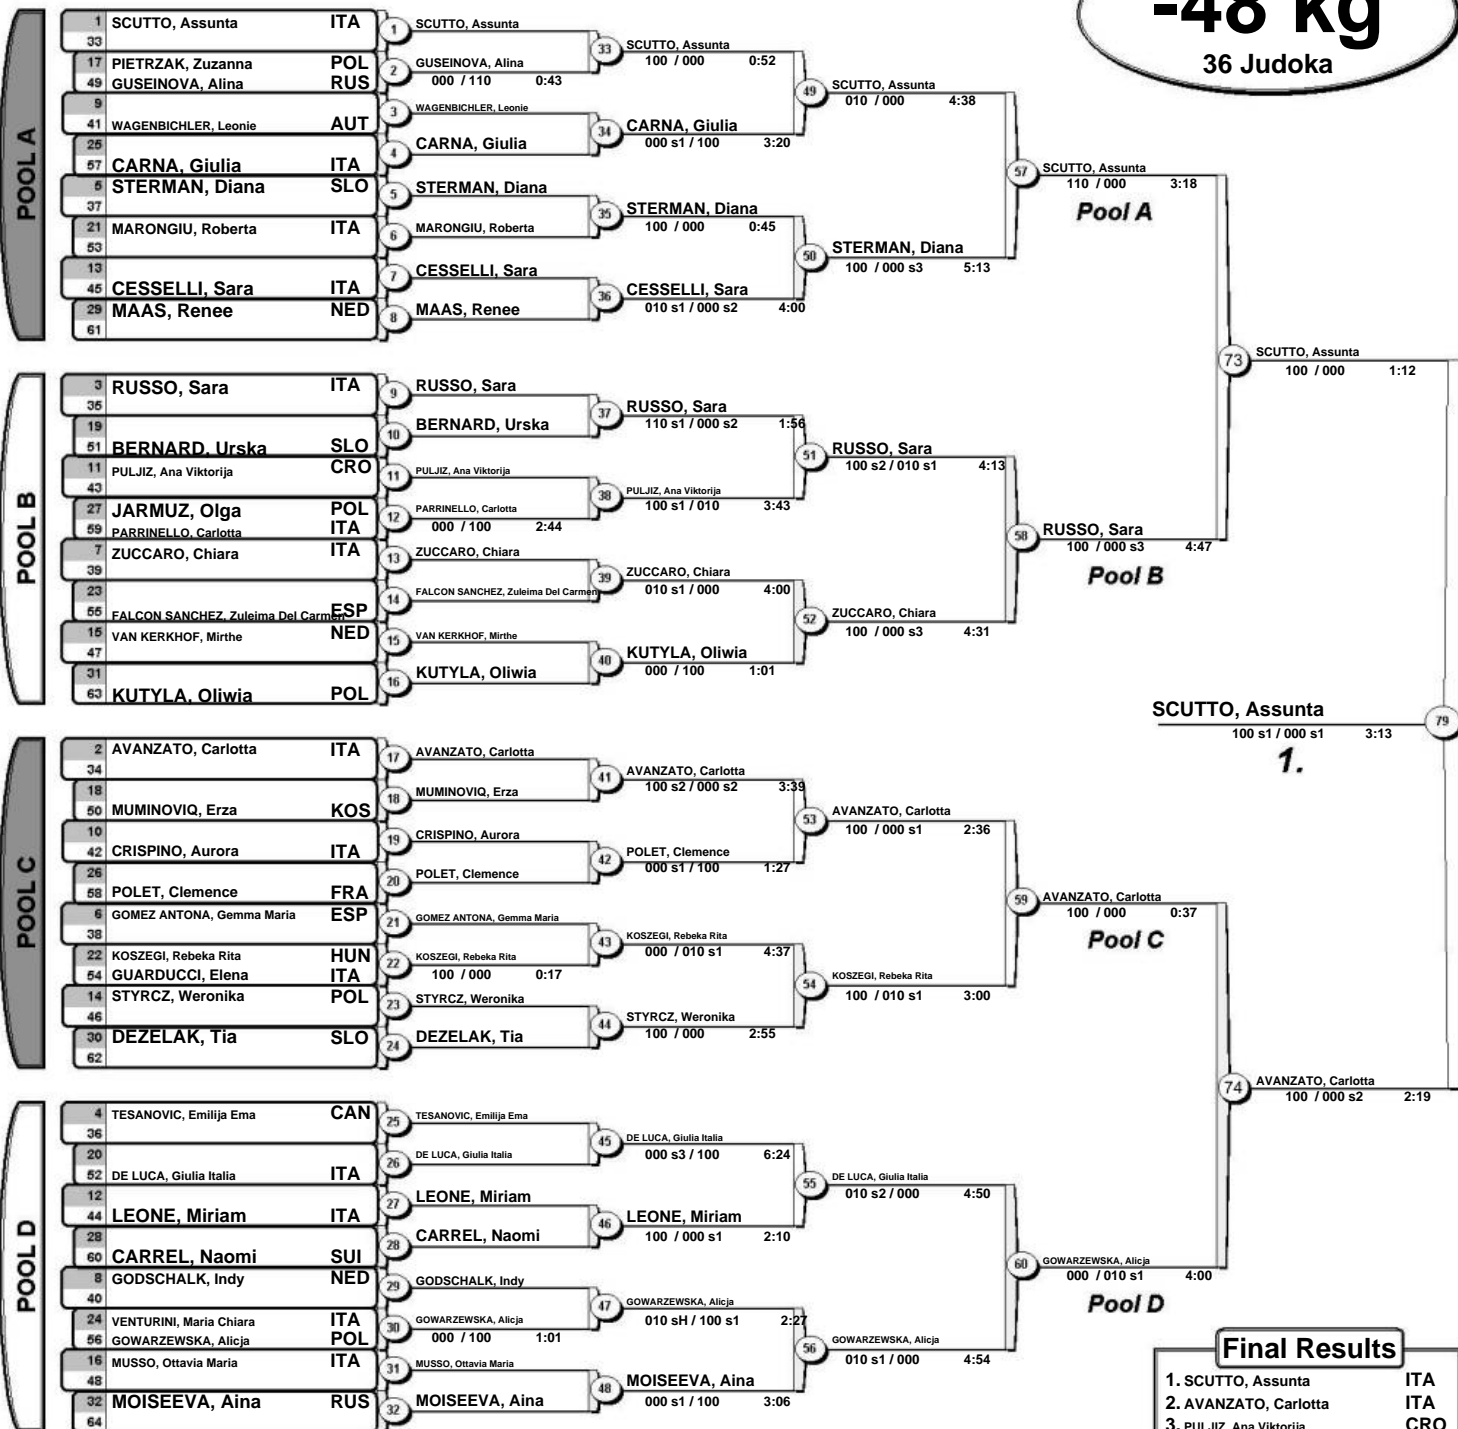 -48 kg
36 Judoka
POOL A
1 SCUTTO, Assunta ITA
33
17 PIETRZAK, Zuzanna POL
49 GUSEINOVA, Alina RUS
9
41 WAGENBICHLER, Leonie AUT
25
57 CARNA, Giulia ITA
5 STERMAN, Diana SLO
37
21 MARONGIU, Roberta ITA
53
13
45 CESSELLI, Sara ITA
29 MAAS, Renee NED
61
1 SCUTTO, Assunta
2 GUSEINOVA, Alina
000 / 110 0:43
3 WAGENBICHLER, Leonie
4 CARNA, Giulia
5 STERMAN, Diana
6 MARONGIU, Roberta
7 CESSELLI, Sara
8 MAAS, Renee
33 SCUTTO, Assunta
100 / 000 0:52
34 CARNA, Giulia
000 s1 / 100 3:20
35 STERMAN, Diana
100 / 000 0:45
36 CESSELLI, Sara
010 s1 / 000 s2 4:00
49 SCUTTO, Assunta
010 / 000 4:38
50 STERMAN, Diana
100 / 000 s3 5:13
57 SCUTTO, Assunta
110 / 000 3:18
Pool A
POOL B
3 RUSSO, Sara ITA
35
19
51 BERNARD, Urska SLO
11 PULJIZ, Ana Viktorija CRO
43
27 JARMUZ, Olga POL
59 PARRINELLO, Carlotta ITA
7 ZUCCARO, Chiara ITA
39
23
55 FALCON SANCHEZ, Zuleima Del Carmen ESP
15 VAN KERKHOF, Mirthe NED
47
31
63 KUTYLA, Oliwia POL
9 RUSSO, Sara
10 BERNARD, Urska
11 PULJIZ, Ana Viktorija
12 PARRINELLO, Carlotta
000 / 100 2:44
13 ZUCCARO, Chiara
14 FALCON SANCHEZ, Zuleima Del Carmen
15 VAN KERKHOF, Mirthe
16 KUTYLA, Oliwia
37 RUSSO, Sara
110 s1 / 000 s2 1:56
38 PULJIZ, Ana Viktorija
100 s1 / 010 3:43
39 ZUCCARO, Chiara
010 s1 / 000 4:00
40 KUTYLA, Oliwia
000 / 100 1:01
51 RUSSO, Sara
100 s2 / 010 s1 4:13
52 ZUCCARO, Chiara
100 / 000 s3 4:31
58 RUSSO, Sara
100 / 000 s3 4:47
Pool B
73 SCUTTO, Assunta
100 / 000 1:12
SCUTTO, Assunta 79
100 s1 / 000 s1 3:13
1.
POOL C
2 AVANZATO, Carlotta ITA
34
18
50 MUMINOVIQ, Erza KOS
10
42 CRISPINO, Aurora ITA
26
58 POLET, Clemence FRA
6 GOMEZ ANTONA, Gemma Maria ESP
38
22 KOSZEGI, Rebeka Rita HUN
54 GUARDUCCI, Elena ITA
14 STYRCZ, Weronika POL
46
30 DEZELAK, Tia SLO
62
17 AVANZATO, Carlotta
18 MUMINOVIQ, Erza
19 CRISPINO, Aurora
20 POLET, Clemence
21 GOMEZ ANTONA, Gemma Maria
22 KOSZEGI, Rebeka Rita
100 / 000 0:17
23 STYRCZ, Weronika
24 DEZELAK, Tia
41 AVANZATO, Carlotta
100 s2 / 000 s2 3:39
42 POLET, Clemence
000 s1 / 100 1:27
43 KOSZEGI, Rebeka Rita
000 / 010 s1 4:37
44 STYRCZ, Weronika
100 / 000 2:55
53 AVANZATO, Carlotta
100 / 000 s1 2:36
54 KOSZEGI, Rebeka Rita
100 / 010 s1 3:00
59 AVANZATO, Carlotta
100 / 000 0:37
Pool C
POOL D
4 TESANOVIC, Emilija Ema CAN
36
20
52 DE LUCA, Giulia Italia ITA
12
44 LEONE, Miriam ITA
28
60 CARREL, Naomi SUI
8 GODSCHALK, Indy NED
40
24 VENTURINI, Maria Chiara ITA
56 GOWARZEWSKA, Alicja POL
16 MUSSO, Ottavia Maria ITA
48
32 MOISEEVA, Aina RUS
64
25 TESANOVIC, Emilija Ema
26 DE LUCA, Giulia Italia
27 LEONE, Miriam
28 CARREL, Naomi
29 GODSCHALK, Indy
30 GOWARZEWSKA, Alicja
000 / 100 1:01
31 MUSSO, Ottavia Maria
32 MOISEEVA, Aina
45 DE LUCA, Giulia Italia
000 s3 / 100 6:24
46 LEONE, Miriam
100 / 000 s1 2:10
47 GOWARZEWSKA, Alicja
010 sH / 100 s1 2:27
48 MOISEEVA, Aina
000 s1 / 100 3:06
55 DE LUCA, Giulia Italia
010 s2 / 000 4:50
56 GOWARZEWSKA, Alicja
010 s1 / 000 4:54
60 GOWARZEWSKA, Alicja
000 / 010 s1 4:00
Pool D
74 AVANZATO, Carlotta
100 / 000 s2 2:19
Final Results
1. SCUTTO, Assunta ITA
2. AVANZATO, Carlotta ITA
3. PULJIZ, Ana Viktorija CRO